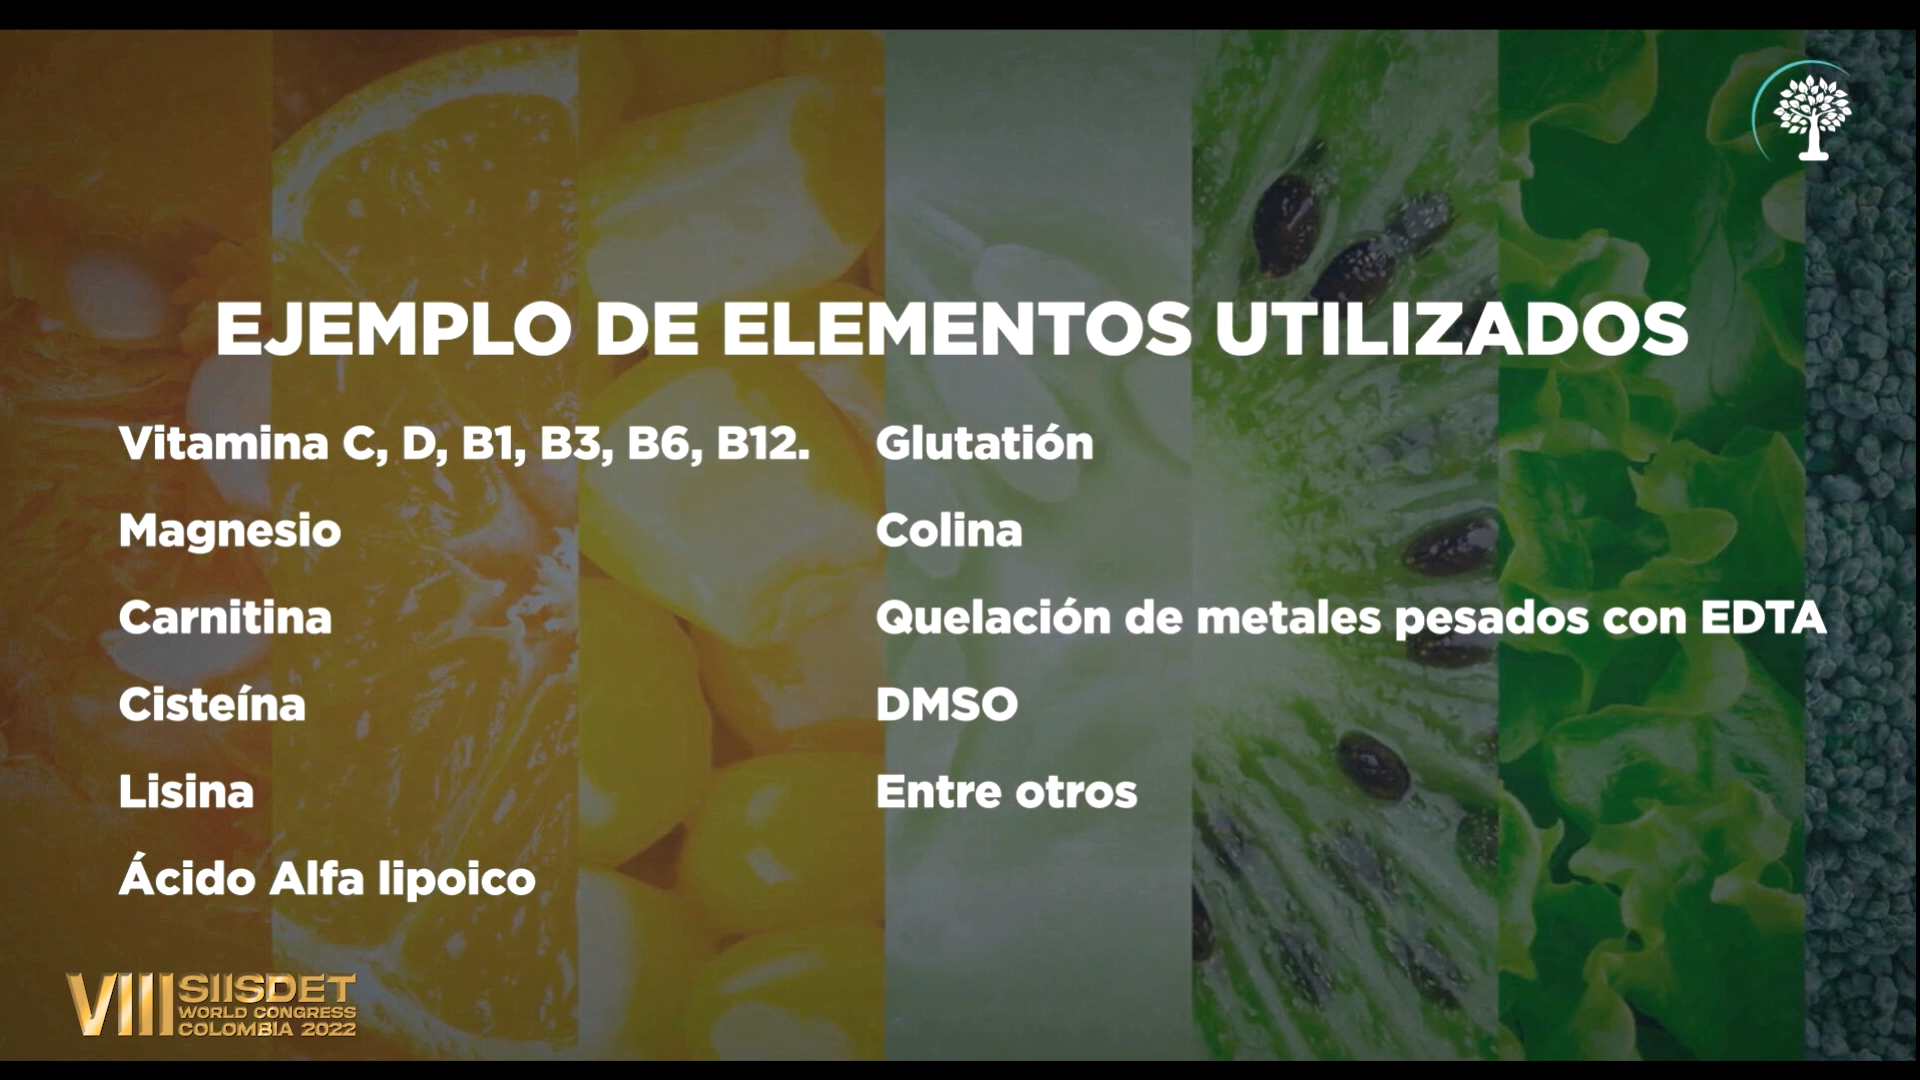 EJEMPLO DE ELEMENTOS UTILIZADOS
Vitamina C, D, B1, B3, B6, B12.
Magnesio
Carnitina
Cisteína
Lisina
Ácido Alfa lipoico
Glutatión
Colina
Quelación de metales pesados con EDTA
DMSO
Entre otros
VIII SIISDET
WORLD CONGRESS
COLOMBIA 2022